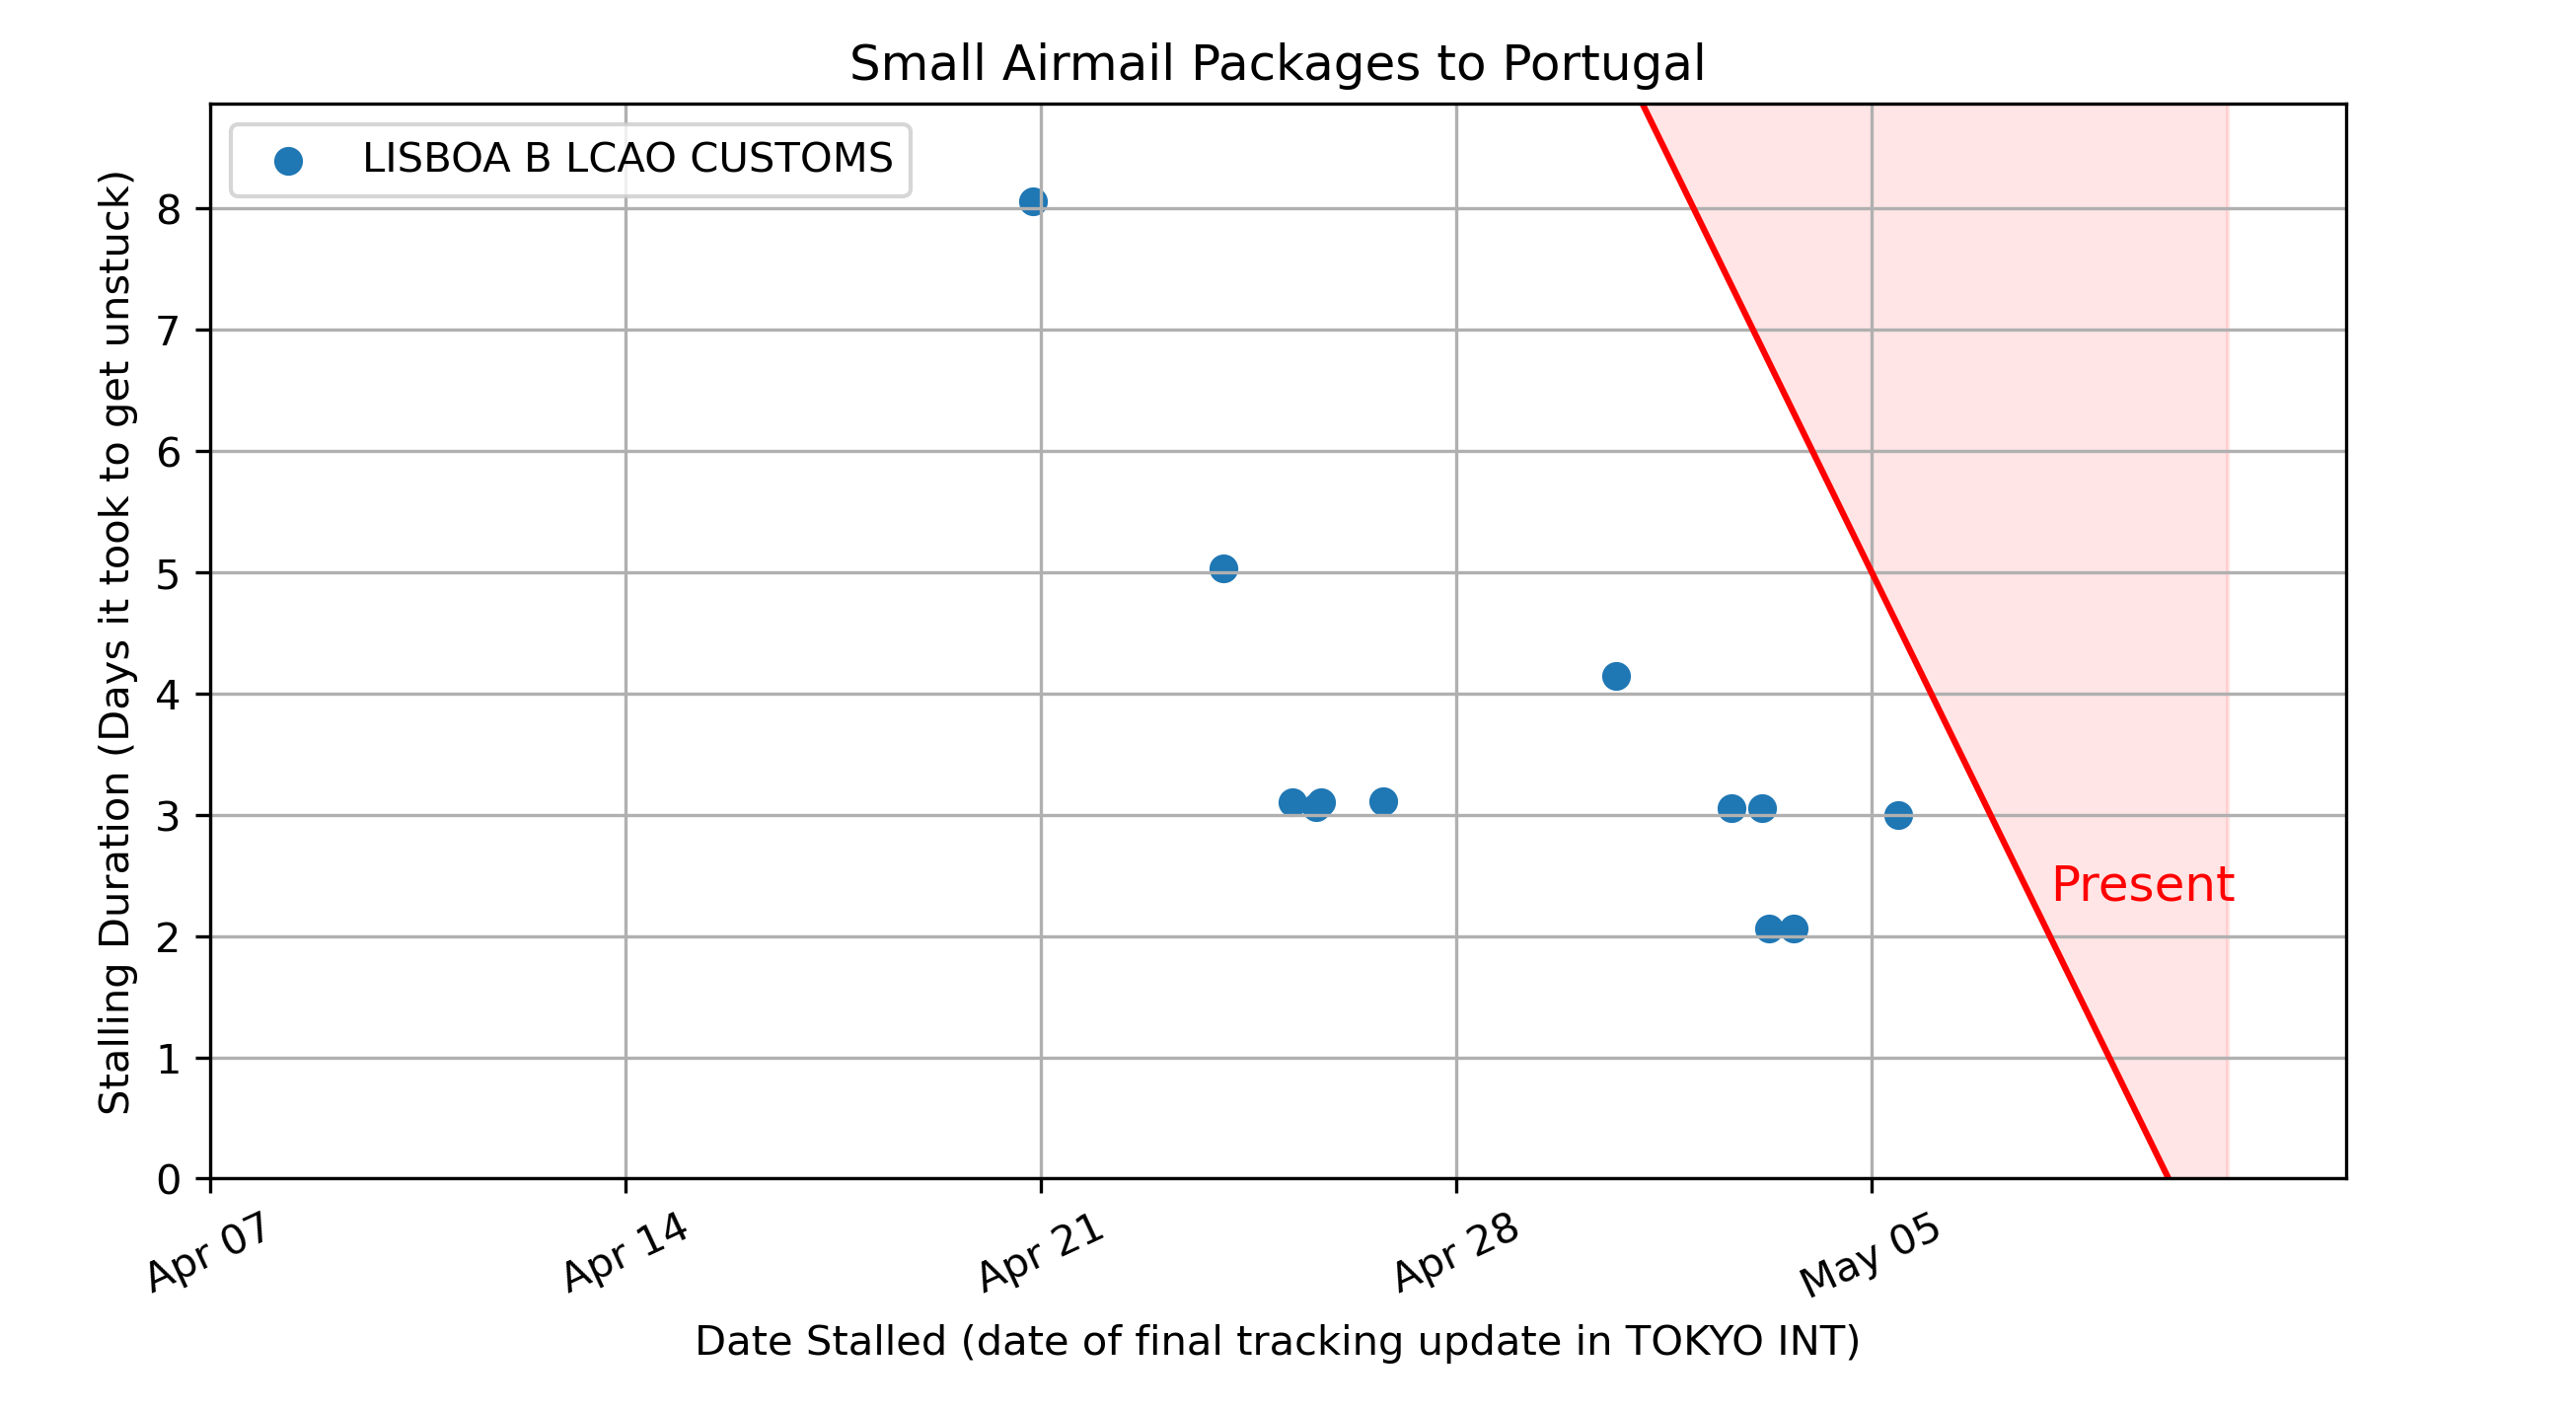 Small Airmail Packages to Portugal
LISBOA B LCAO CUSTOMS
Stalling Duration (Days it took to get unstuck)
8
7
6
5
4
3
2
1
0
Present
Apr 07
Apr 14
Apr 21
Apr 28
May 05
Date Stalled (date of final tracking update in TOKYO INT)